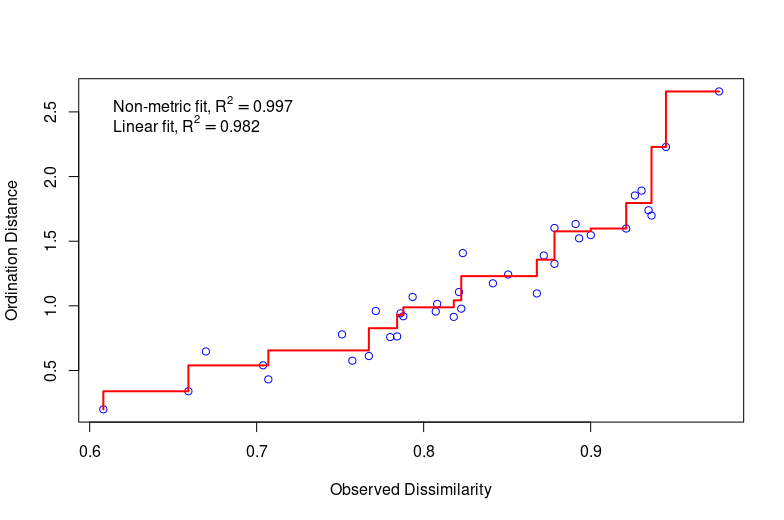 Non-metric fit, R² = 0.997
Linear fit, R² = 0.982
Ordination Distance
2.5
2.0
1.5
1.0
0.5
0.6 0.7 0.8 0.9
Observed Dissimilarity